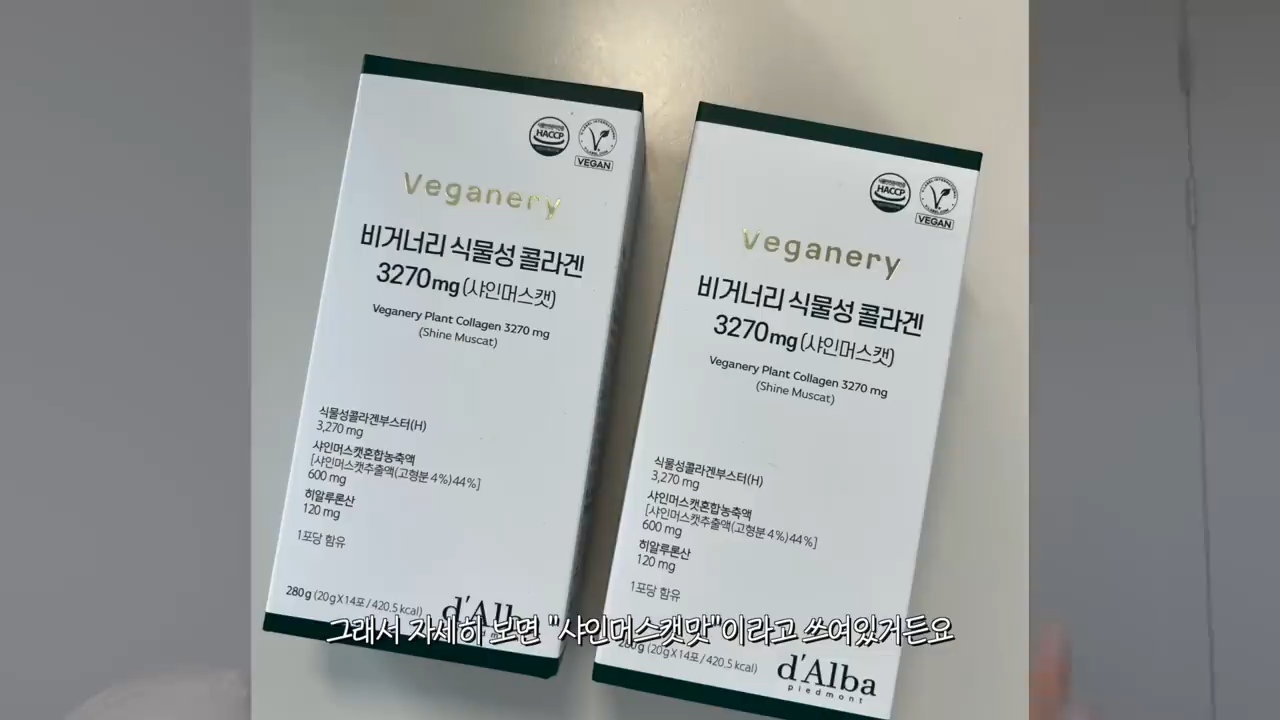 HACCP
VEGAN
Veganery
비거너리 식물성 콜라겐
3270mg (샤인머스캣)
Veganery Plant Collagen 3270 mg
(Shine Muscat)
식물성콜라겐부스터(H)
3,270 mg
샤인머스캣혼합농축액
[샤인머스캣추출액(고형분 4%)44%]
600 mg
히알루론산
120 mg
1포당 함유
280g (20g X 14포 / 420.5 kcal)
HACCP
VEGAN
Veganery
비거너리 식물성 콜라겐
3270mg (샤인머스캣)
Veganery Plant Collagen 3270 mg
(Shine Muscat)
식물성콜라겐부스터(H)
3,270 mg
샤인머스캣혼합농축액
[샤인머스캣추출액(고형분 4%)44%]
600 mg
히알루론산
120 mg
1포당 함유
280g (20g X 14포 / 420.5 kcal)
d'Alba
piedmont
그래서 자세히 보면 "샤인머스캣맛"이라고 쓰여있거든요